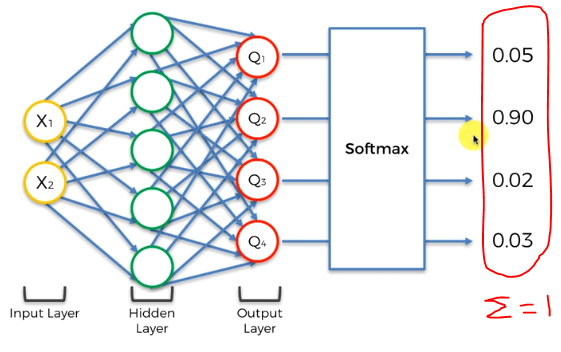 X1
X2
Q1
Q2
Q3
Q4
Softmax
0.05
0.90
0.02
0.03
Σ = 1
Input Layer
Hidden
Layer
Output
Layer